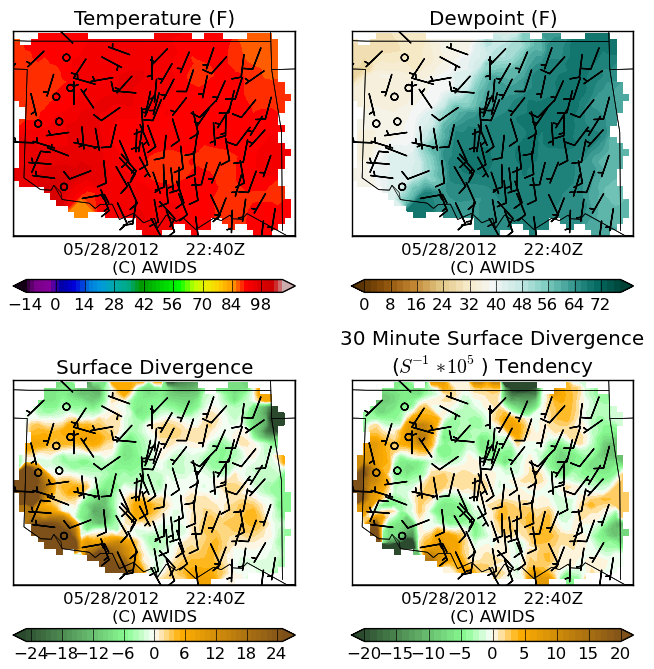 Temperature (F)
Dewpoint (F)
05/28/2012 22:40Z
(C) AWIDS
05/28/2012 22:40Z
(C) AWIDS
−14 0 14 28 42 56 70 84 98
0 8 16 24 32 40 48 56 64 72
Surface Divergence
30 Minute Surface Divergence
(S⁻¹ *10⁵ ) Tendency
05/28/2012 22:40Z
(C) AWIDS
05/28/2012 22:40Z
(C) AWIDS
−24−18−12 −6 0 6 12 18 24
−20−15−10 −5 0 5 10 15 20